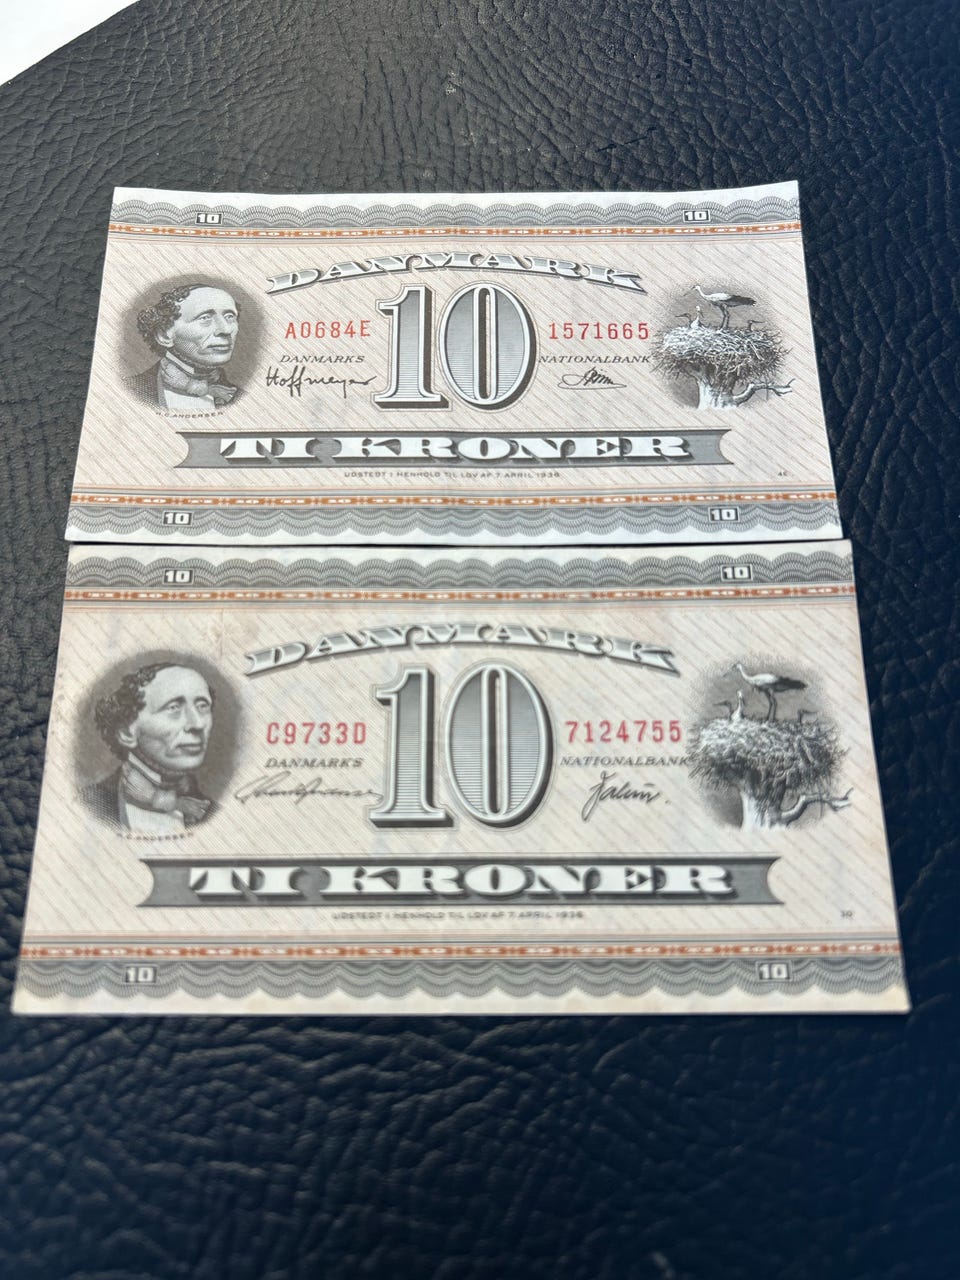 10 10
DANMARK
10
A0684E 1571665
DANMARKS NATIONALBANK
Hoffmeyer
H.C. ANDERSEN
TI KRONER
UDSTEDT I HENHOLD TIL LOV AF 7. APRIL 1936
4E
10 10
10 10
DANMARK
10
C9733D 7124755
DANMARKS NATIONALBANK
H.C. ANDERSEN
TI KRONER
UDSTEDT I HENHOLD TIL LOV AF 7. APRIL 1936
10 10